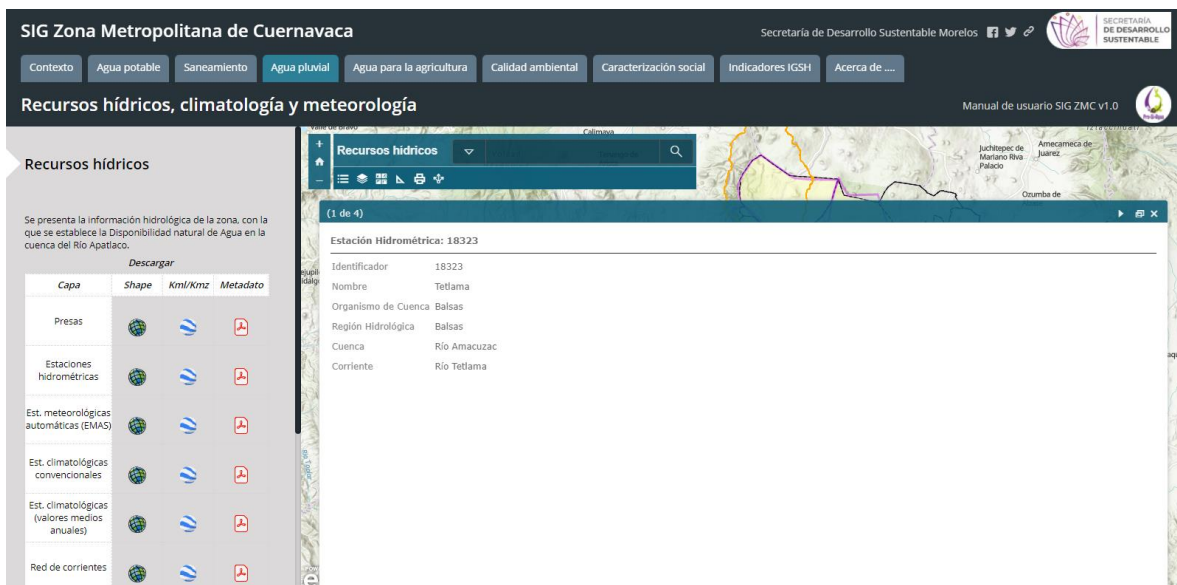 SIG Zona Metropolitana de Cuernavaca
Secretaría de Desarrollo Sustentable Morelos
SECRETARÍA
DE DESARROLLO
SUSTENTABLE
Contexto
Agua potable
Saneamiento
Agua pluvial
Agua para la agricultura
Calidad ambiental
Caracterización social
Indicadores IGSH
Acerca de ....
Recursos hídricos, climatología y meteorología
Manual de usuario SIG ZMC v1.0
Recursos hídricos
Se presenta la información hidrológica de la zona, con la
que se establece la Disponibilidad natural de Agua en la
cuenca del Río Apatlaco.
Descargar
Capa Shape Kml/Kmz Metadato
Presas
Estaciones
hidrométricas
Est. meteorológicas
automáticas (EMAS)
Est. climatológicas
convencionales
Est. climatológicas
(valores medios
anuales)
Red de corrientes
Valle de Bravo
Calimaya
Recursos hídricos
Juchitepec de
Mariano Riva
Palacio
Amecameca de
Juarez
Ozumba de
(1 de 4)
Estación Hidrométrica: 18323
Identificador 18323
Nombre Tetlama
Organismo de Cuenca Balsas
Región Hidrológica Balsas
Cuenca Río Amacuzac
Corriente Río Tetlama